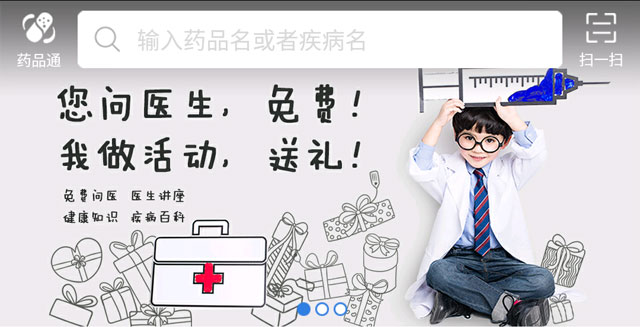 输入药品名或者疾病名
药品通
扫一扫
您问医生，免费！
我做活动，送礼！
免费问医 医生讲座
健康知识 疾病百科